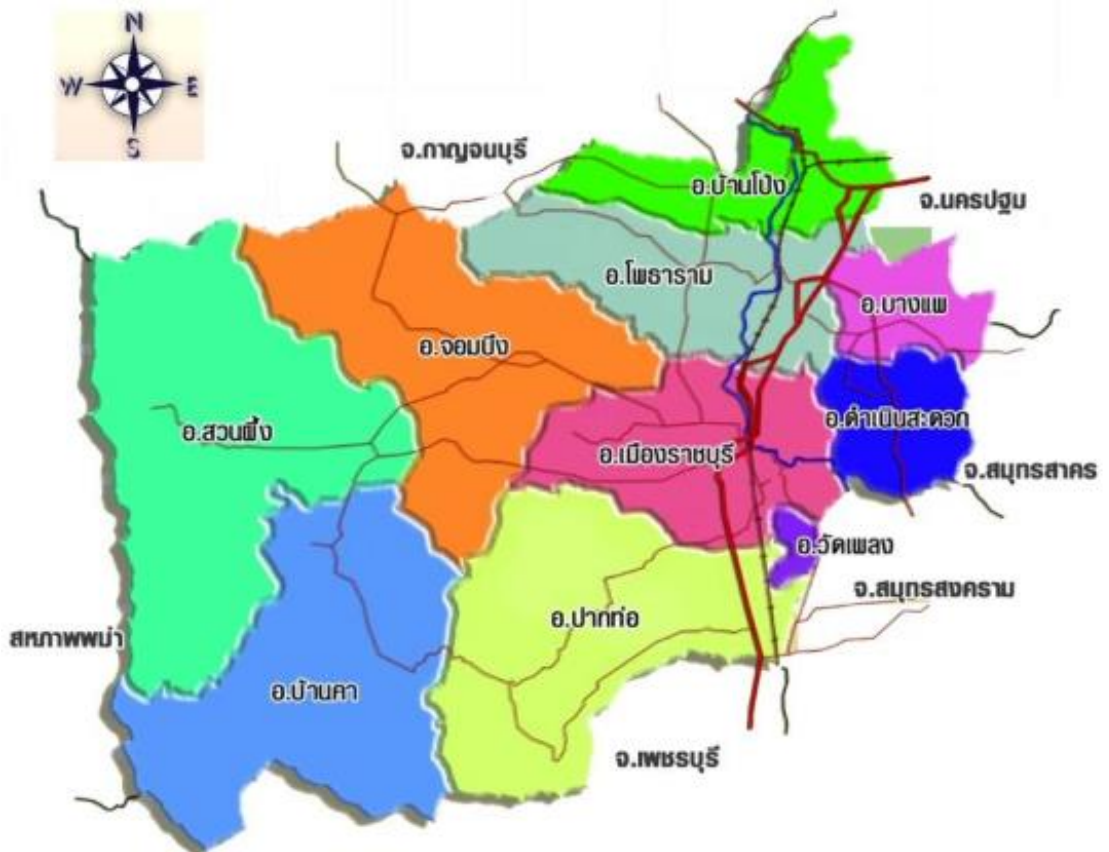 N
W E
S
จ.กาญจนบุรี
อ.บ้านโป่ง
จ.นครปฐม
อ.โพธาราม
อ.บางแพ
อ.จอมบึง
อ.ดำเนินสะดวก
อ.สวนผึ้ง
อ.เมืองราชบุรี
จ.สมุทรสาคร
อ.วัดเพลง
จ.สมุทรสงคราม
อ.ปากท่อ
สหภาพพม่า
อ.บ้านคา
จ.เพชรบุรี